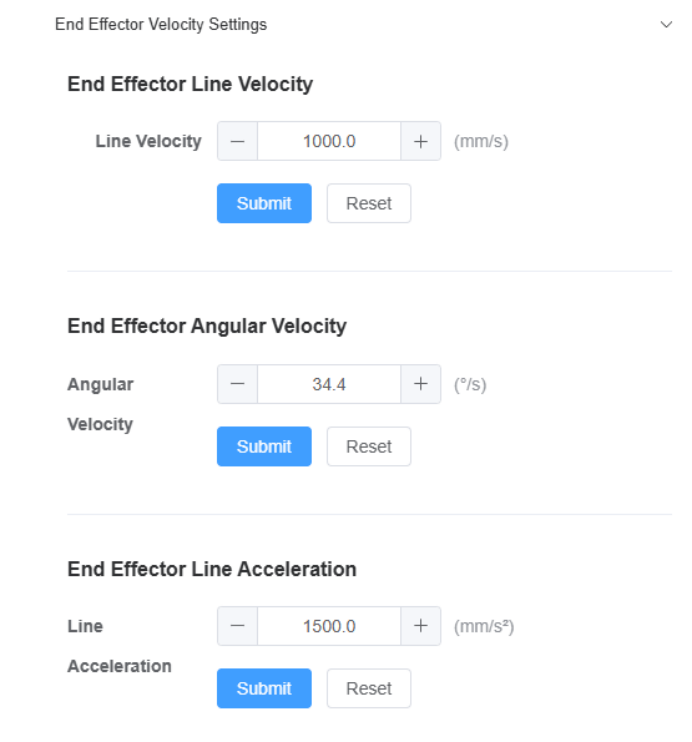 End Effector Velocity Settings
End Effector Line Velocity
Line Velocity − 1000.0 + (mm/s)
Submit Reset
End Effector Angular Velocity
Angular − 34.4 + (°/s)
Velocity
Submit Reset
End Effector Line Acceleration
Line − 1500.0 + (mm/s²)
Acceleration
Submit Reset